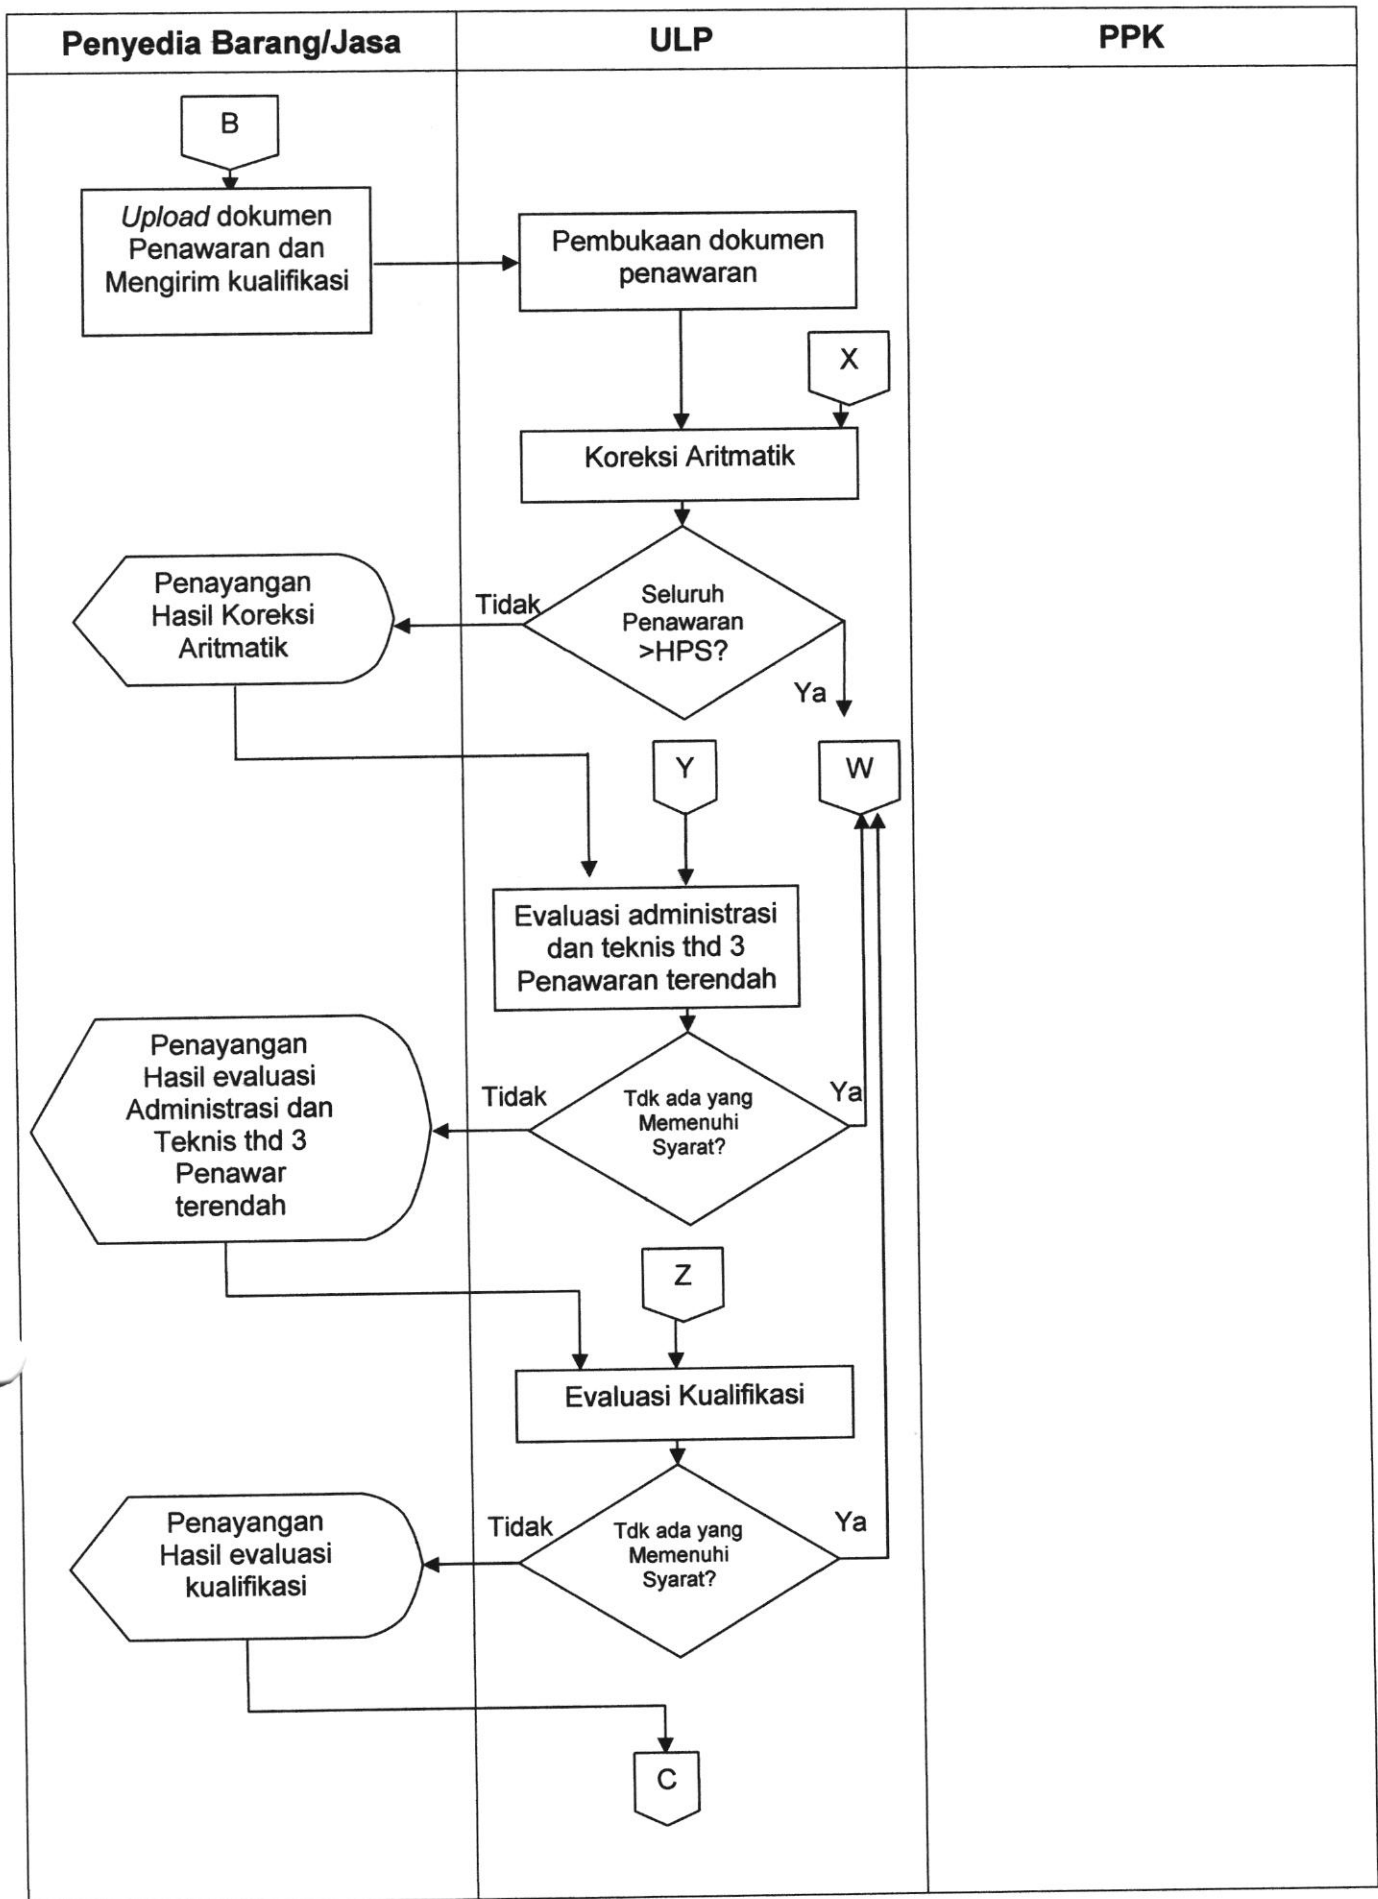 Penyedia Barang/Jasa
ULP
PPK
B
Upload dokumen
Penawaran dan
Mengirim kualifikasi
Pembukaan dokumen
penawaran
X
Koreksi Aritmatik
Penayangan
Hasil Koreksi
Aritmatik
Tidak
Seluruh
Penawaran
>HPS?
Ya
Y
W
Evaluasi administrasi
dan teknis thd 3
Penawaran terendah
Penayangan
Hasil evaluasi
Administrasi dan
Teknis thd 3
Penawar
terendah
Tidak
Tdk ada yang
Memenuhi
Syarat?
Ya
Z
Evaluasi Kualifikasi
Penayangan
Hasil evaluasi
kualifikasi
Tidak
Tdk ada yang
Memenuhi
Syarat?
Ya
C